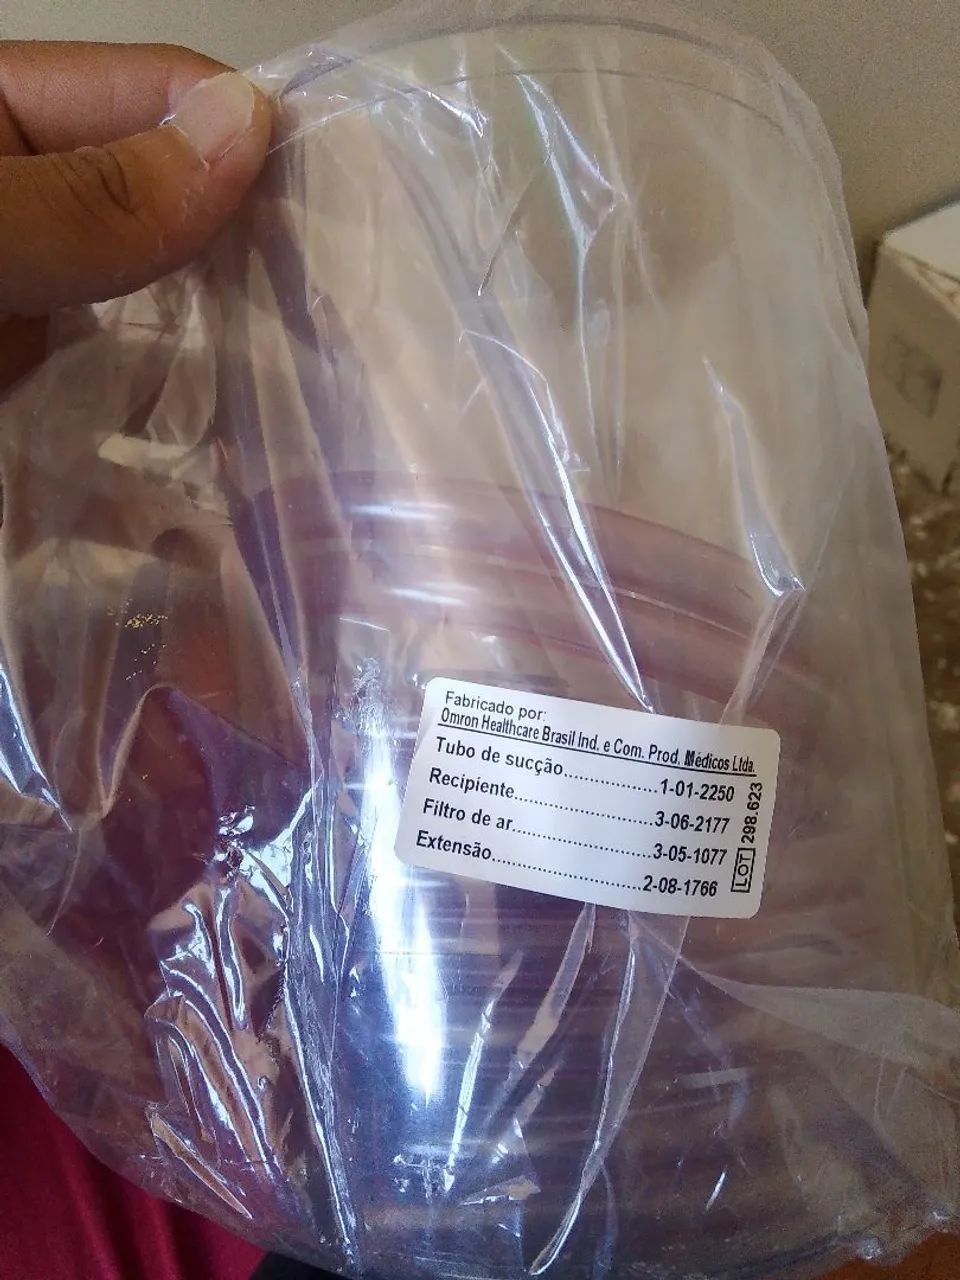 Fabricado por:
Omron Healthcare Brasil Ind. e Com. Prod. Médicos Ltda.
Tubo de sucção..............1-01-2250
Recipiente.....................3-06-2177
Filtro de ar.....................3-05-1077
Extensão.......................2-08-1766
LOT 298.623